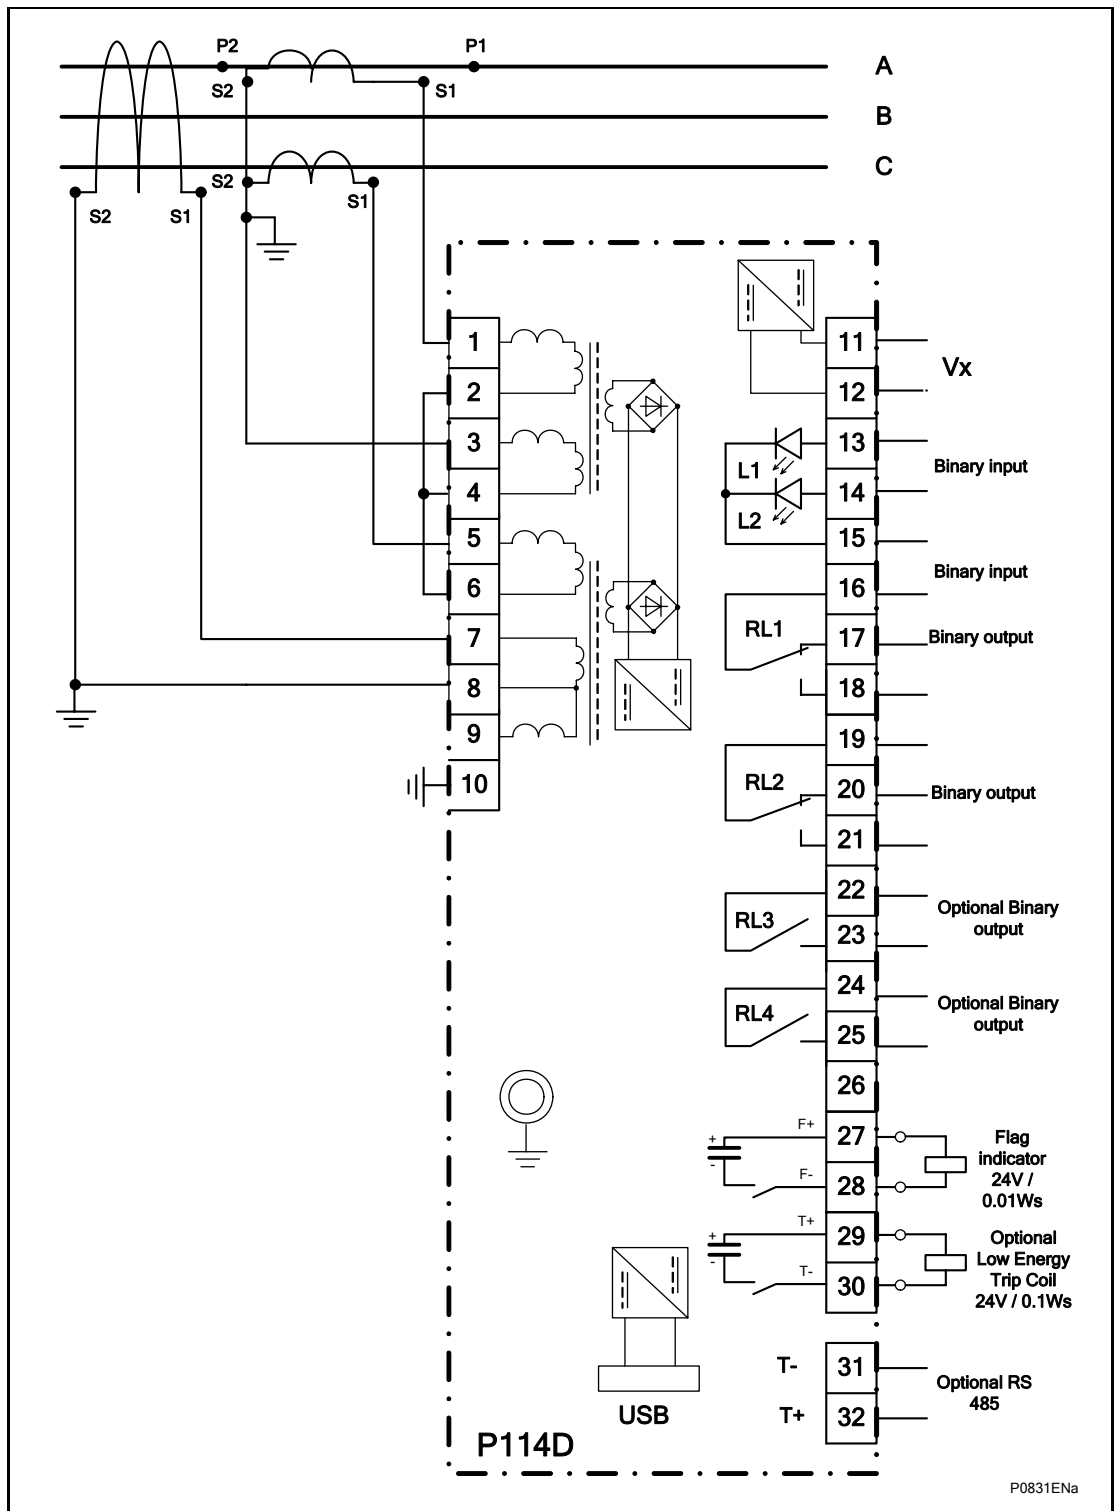 P2
P1
A
S2
S1
B
S2
C
S1
S2
S1
1
2
3
4
5
6
7
8
9
10
11
12
13
14
15
16
17
18
19
20
21
22
23
24
25
26
27
28
29
30
31
32
Vx
L1
Binary input
L2
Binary input
RL1
Binary output
RL2
Binary output
RL3
Optional Binary
output
RL4
Optional Binary
output
F+
+
-
F-
Flag
indicator
24V /
0.01Ws
T+
+
-
T-
Optional
Low Energy
Trip Coil
24V / 0.1Ws
T-
T+
Optional RS
485
USB
P114D
P0831ENa